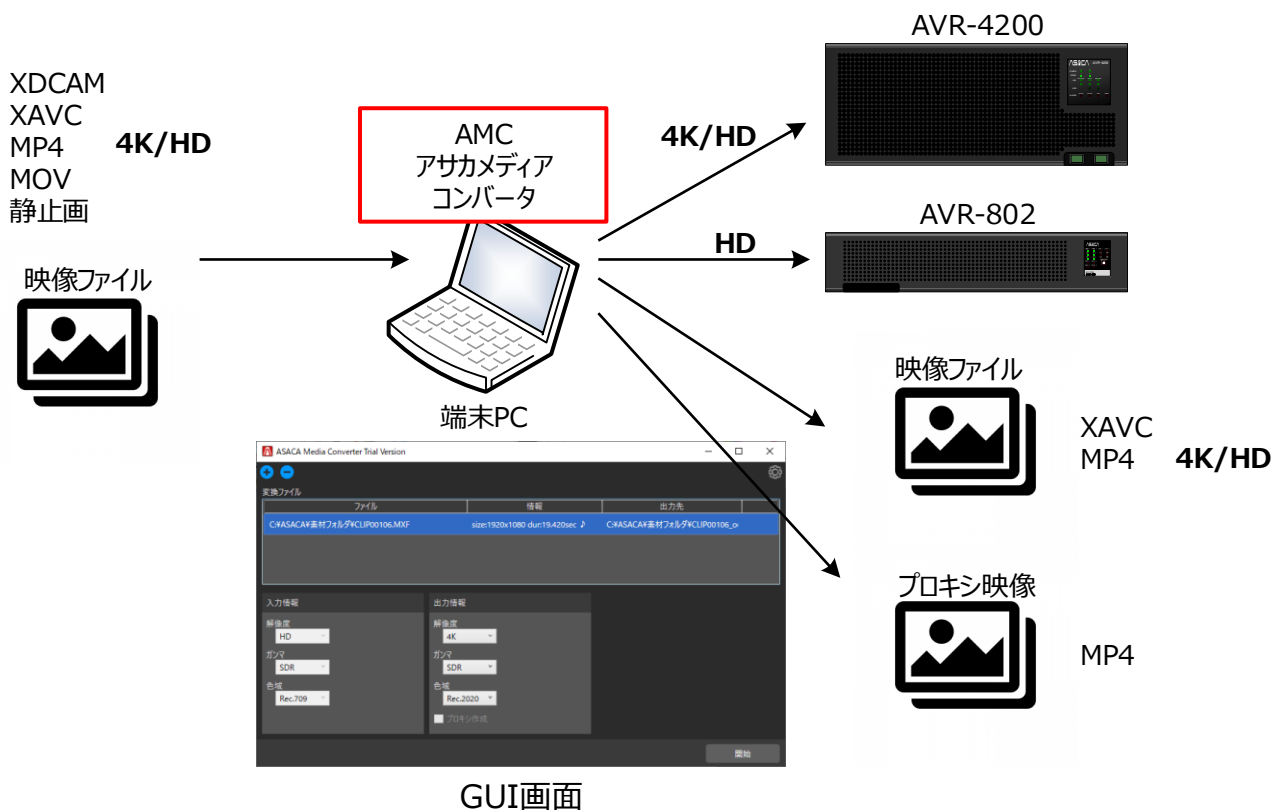 AVR-4200
XDCAM
XAVC
MP4
MOV
静止画
4K/HD
AMC
アサカメディア
コンバータ
4K/HD
HD
AVR-802
映像ファイル
端末PC
映像ファイル
XAVC
MP4
4K/HD
プロキシ映像
MP4
ASACA Media Converter Trial Version
変換ファイル
ファイル 情報 出力先
C:¥ASACA¥素材フォルダ¥CLIP00106.MXF size:1920x1080 dur:19.420sec ♪ C:¥ASACA¥素材フォルダ¥CLIP00106_o
入力情報
解像度
HD
ガンマ
SDR
色域
Rec.709
出力情報
解像度
4K
ガンマ
SDR
色域
Rec.2020
プロキシ作成
開始
GUI画面